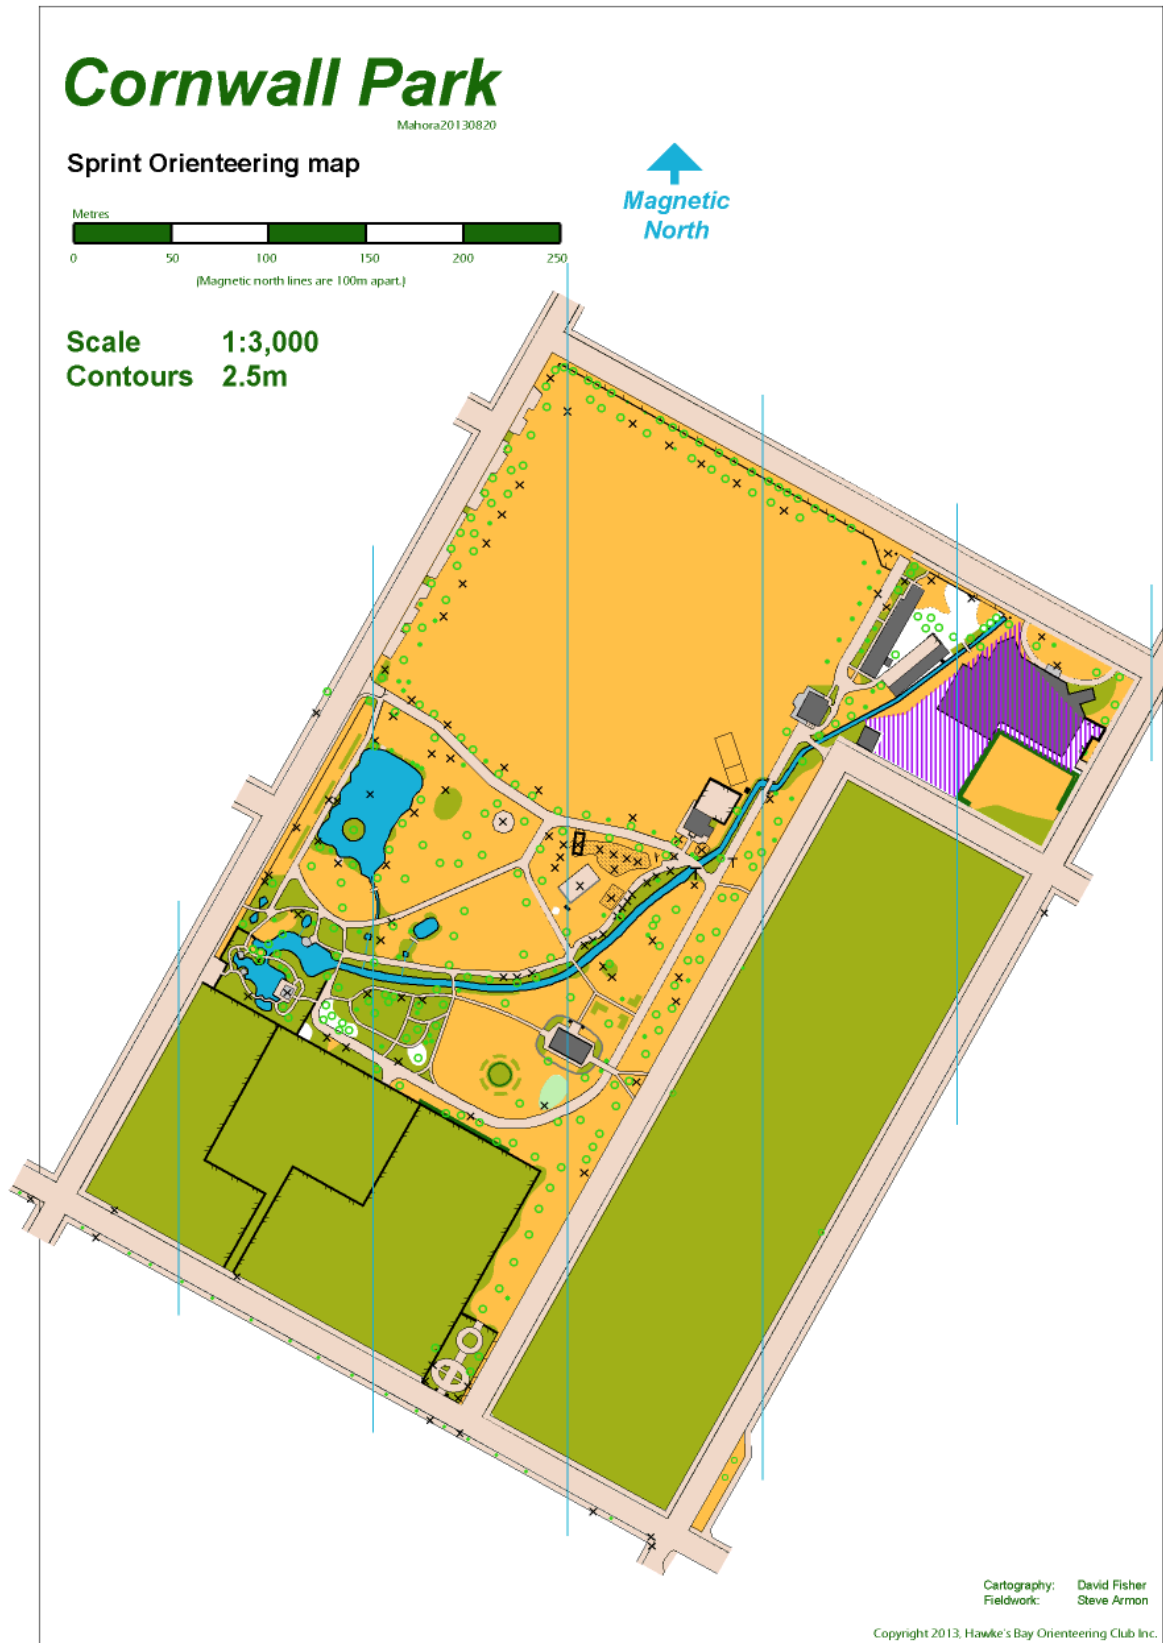 Cornwall Park
Mahora20130820
Sprint Orienteering map
Magnetic
North
Metres
0 50 100 150 200 250
(Magnetic north lines are 100m apart.)
Scale 1:3,000
Contours 2.5m
Cartography: David Fisher
Fieldwork: Steve Armon
Copyright 2013, Hawke's Bay Orienteering Club Inc.